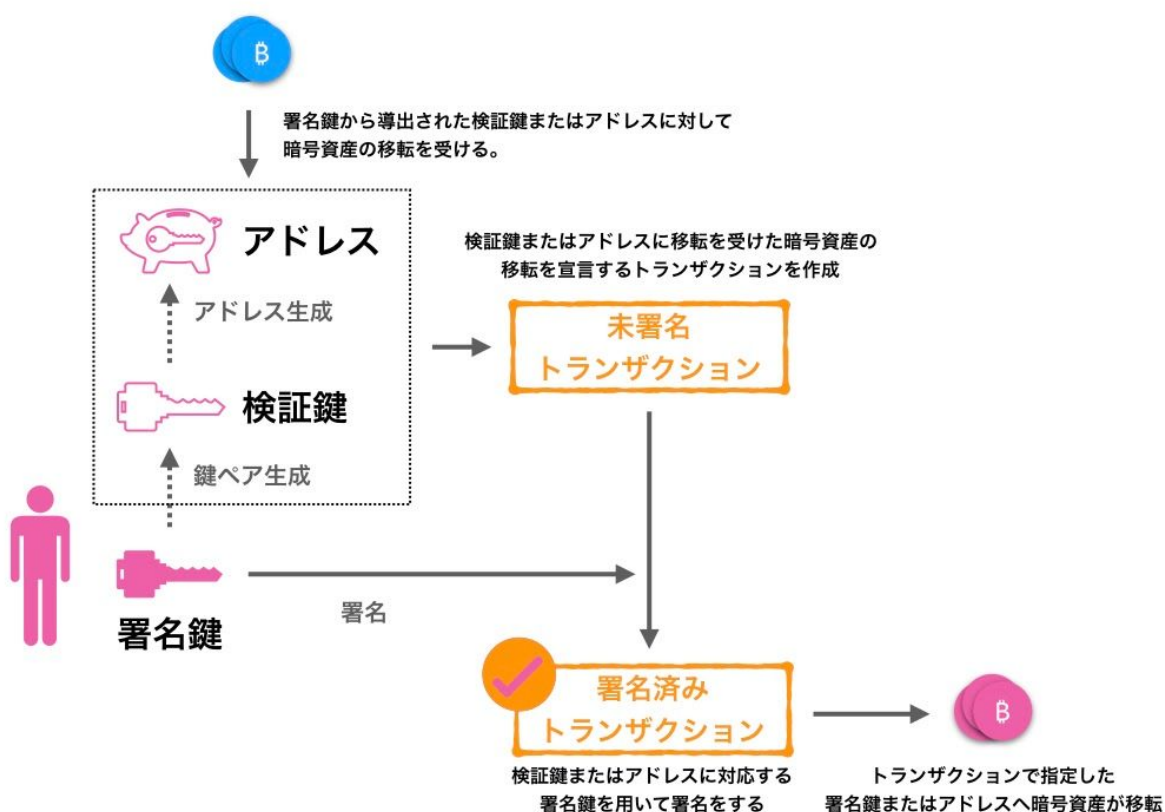 署名鍵から導出された検証鍵またはアドレスに対して
暗号資産の移転を受ける。
アドレス
検証鍵またはアドレスに移転を受けた暗号資産の
移転を宣言するトランザクションを作成
アドレス生成
未署名
トランザクション
検証鍵
鍵ペア生成
署名
署名鍵
署名済み
トランザクション
検証鍵またはアドレスに対応する
署名鍵を用いて署名をする
トランザクションで指定した
署名鍵またはアドレスへ暗号資産が移転